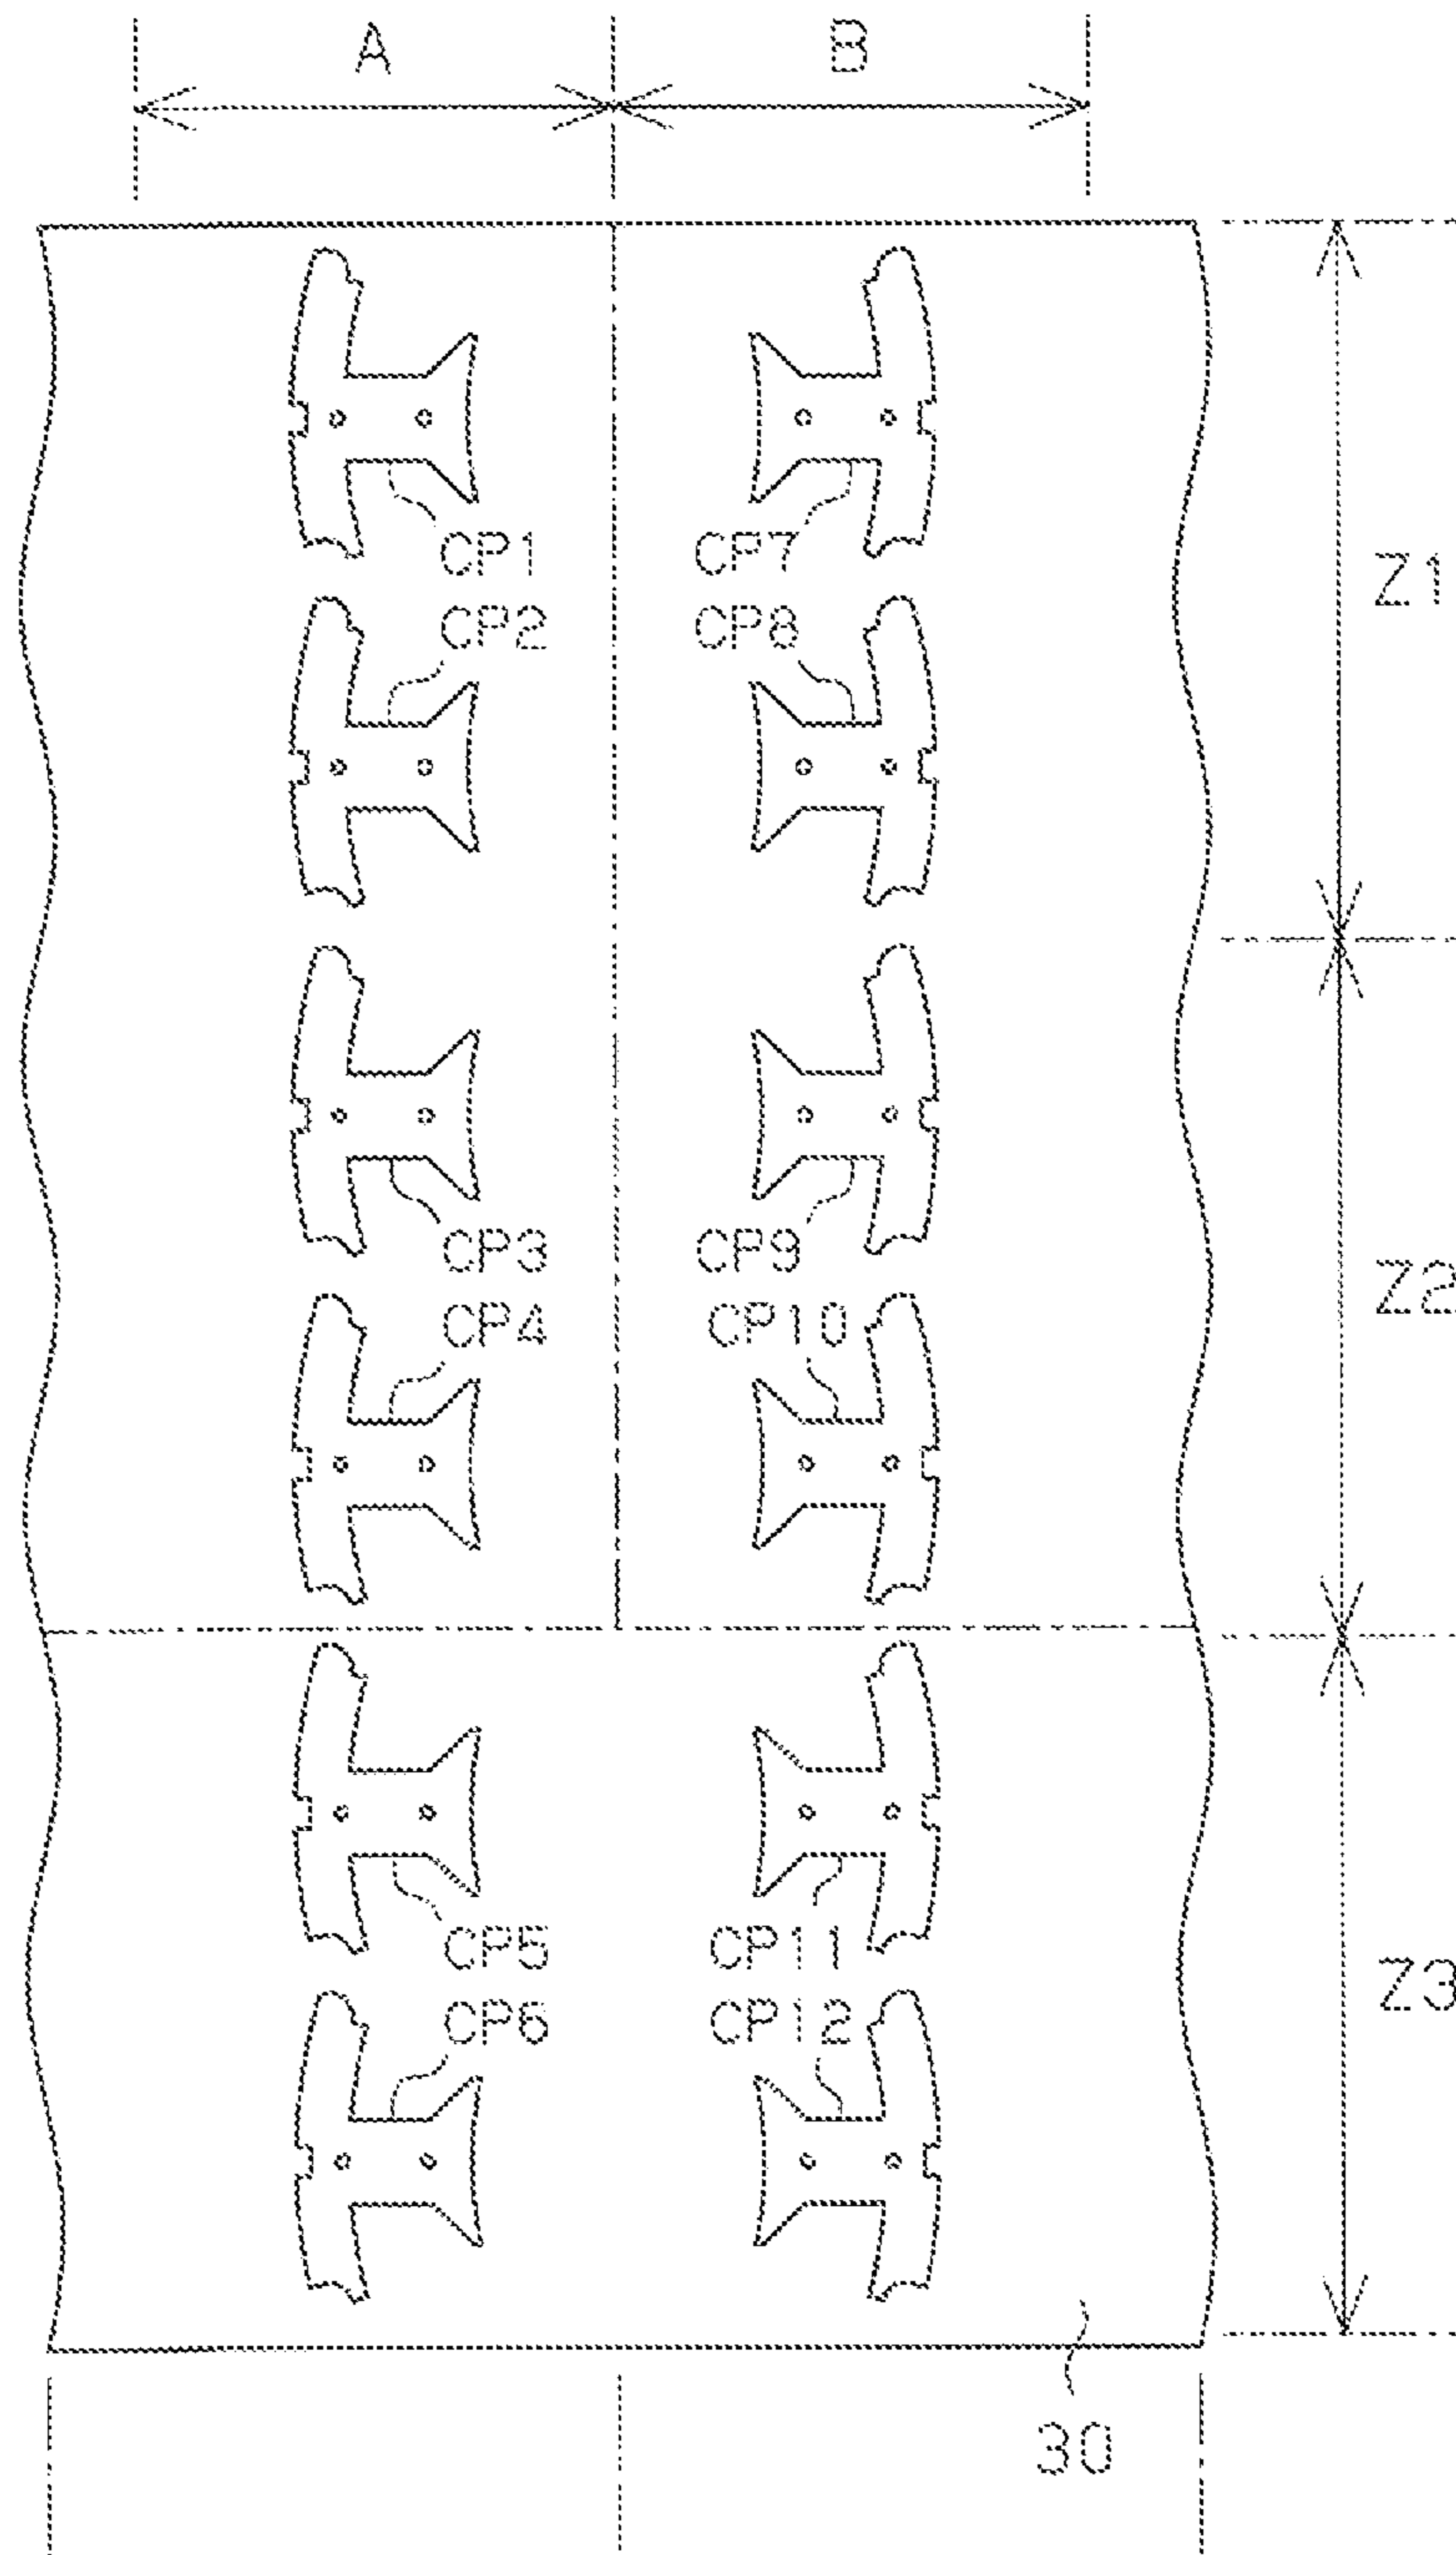 A B
CP1 CP7
Z1
CP2 CP8
CP3 CP9
Z2
CP4 CP10
CP5 CP11
Z3
CP6 CP12
30